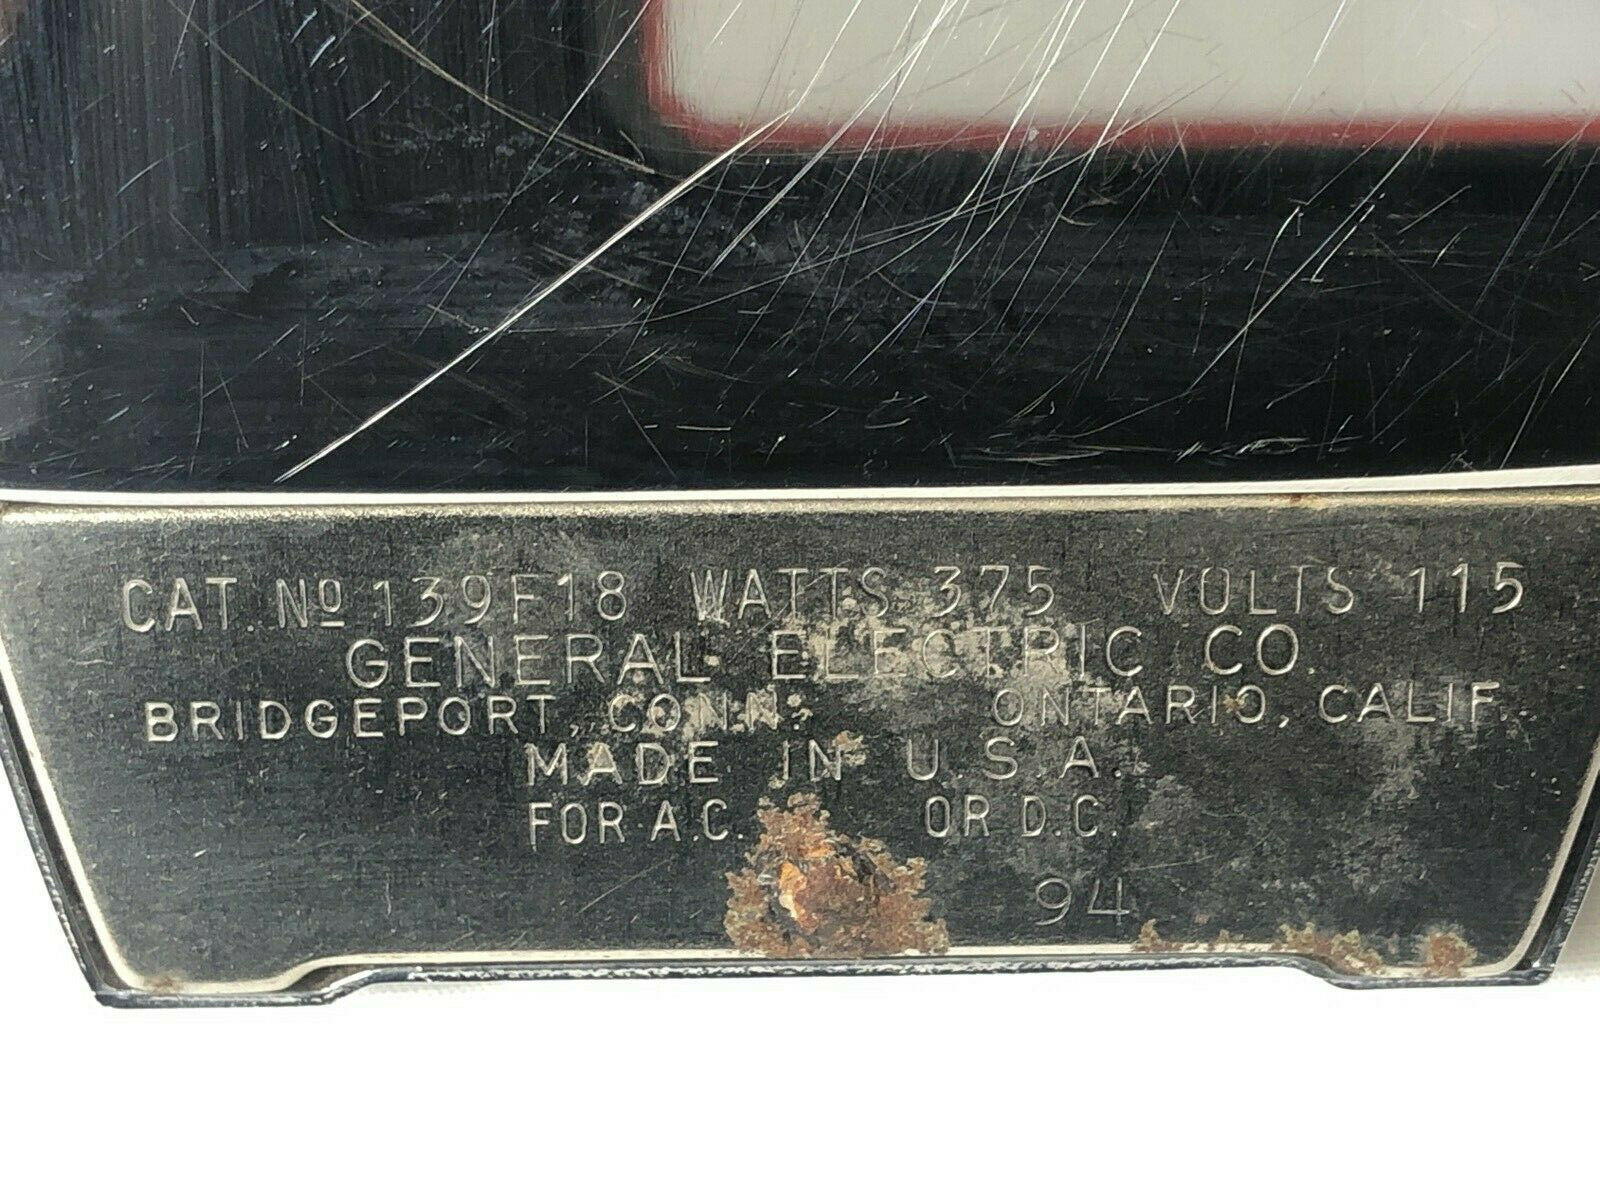 CAT. Nº 139F18 WATTS 375 VOLTS 115
GENERAL ELECTRIC CO.
BRIDGEPORT, CONN. ONTARIO, CALIF.
MADE IN U.S.A.
FOR A.C. OR D.C.
94